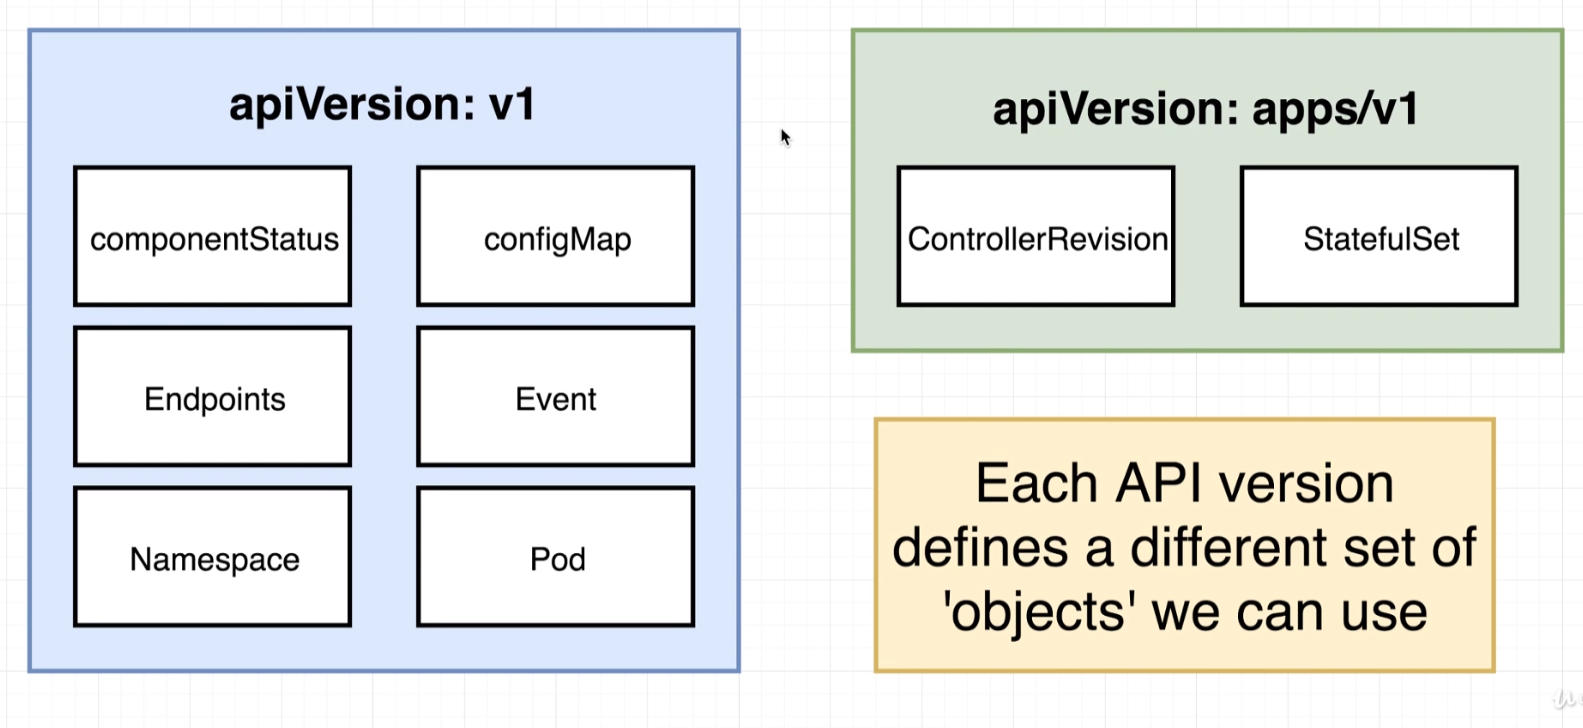 apiVersion: v1
componentStatus
configMap
Endpoints
Event
Namespace
Pod
apiVersion: apps/v1
ControllerRevision
StatefulSet
Each API version
defines a different set of
'objects' we can use